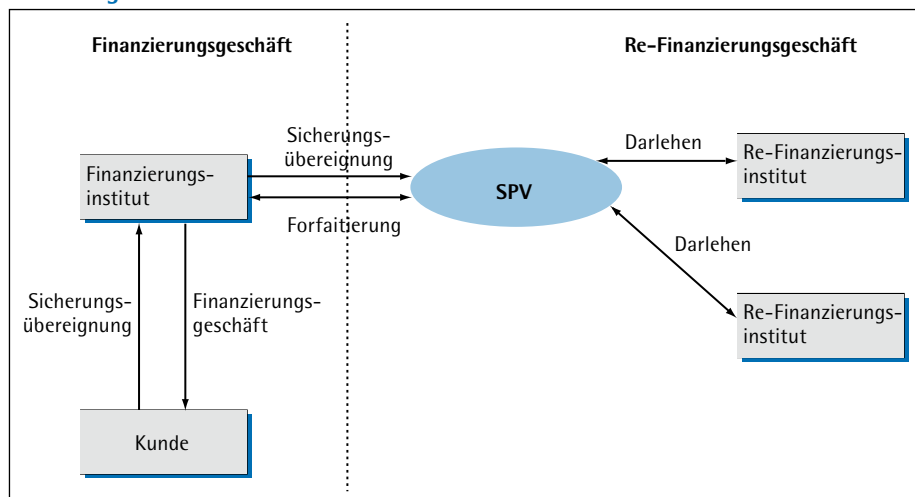 Finanzierungsgeschäft
Re-Finanzierungsgeschäft
Sicherungs-
übereignung
Darlehen
Finanzierungs-
institut
SPV
Re-Finanzierungs-
institut
Forfaitierung
Darlehen
Sicherungs-
übereignung
Finanzierungs-
geschäft
Re-Finanzierungs-
institut
Kunde